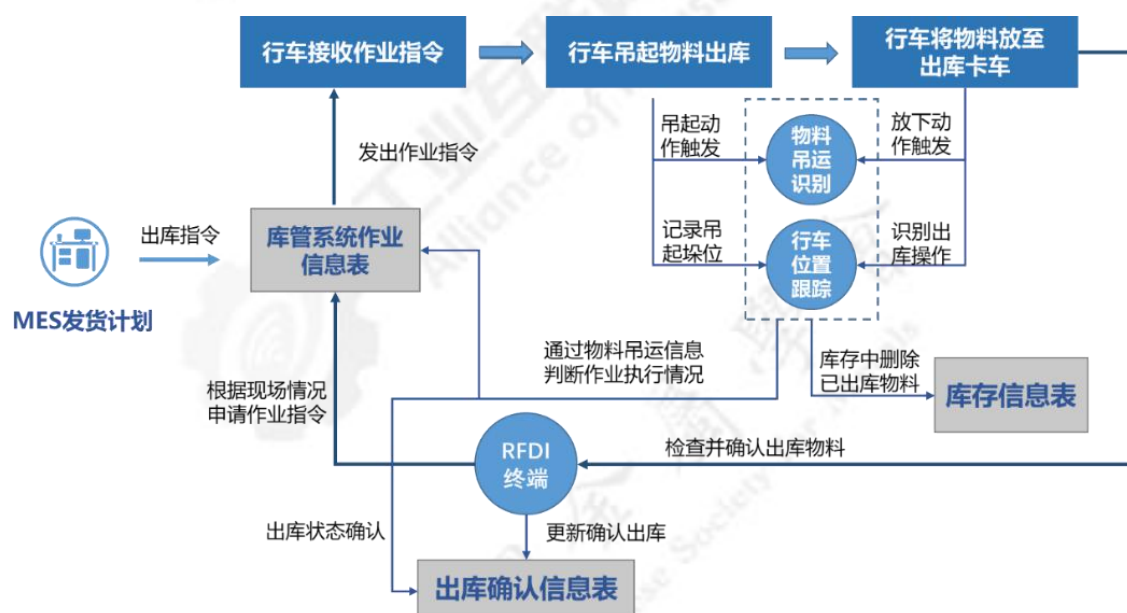 行车接收作业指令
行车吊起物料出库
行车将物料放至
出库卡车
吊起动
作触发
物料
吊运
识别
放下动
作触发
发出作业指令
出库指令
库管系统作业
信息表
记录吊
起垛位
行车
位置
跟踪
识别出
库操作
MES发货计划
通过物料吊运信息
判断作业执行情况
库存中删除
已出库物料
库存信息表
根据现场情况
申请作业指令
RFDI
终端
检查并确认出库物料
出库状态确认
更新确认出库
出库确认信息表
Alliance of